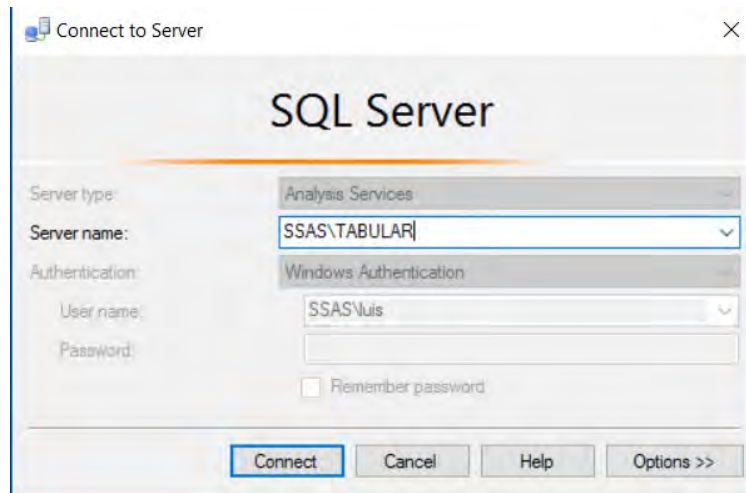 Connect to Server
SQL Server
Server type: Analysis Services
Server name: SSAS\TABULAR
Authentication: Windows Authentication
User name: SSAS\luis
Password:
Remember password
Connect Cancel Help Options >>